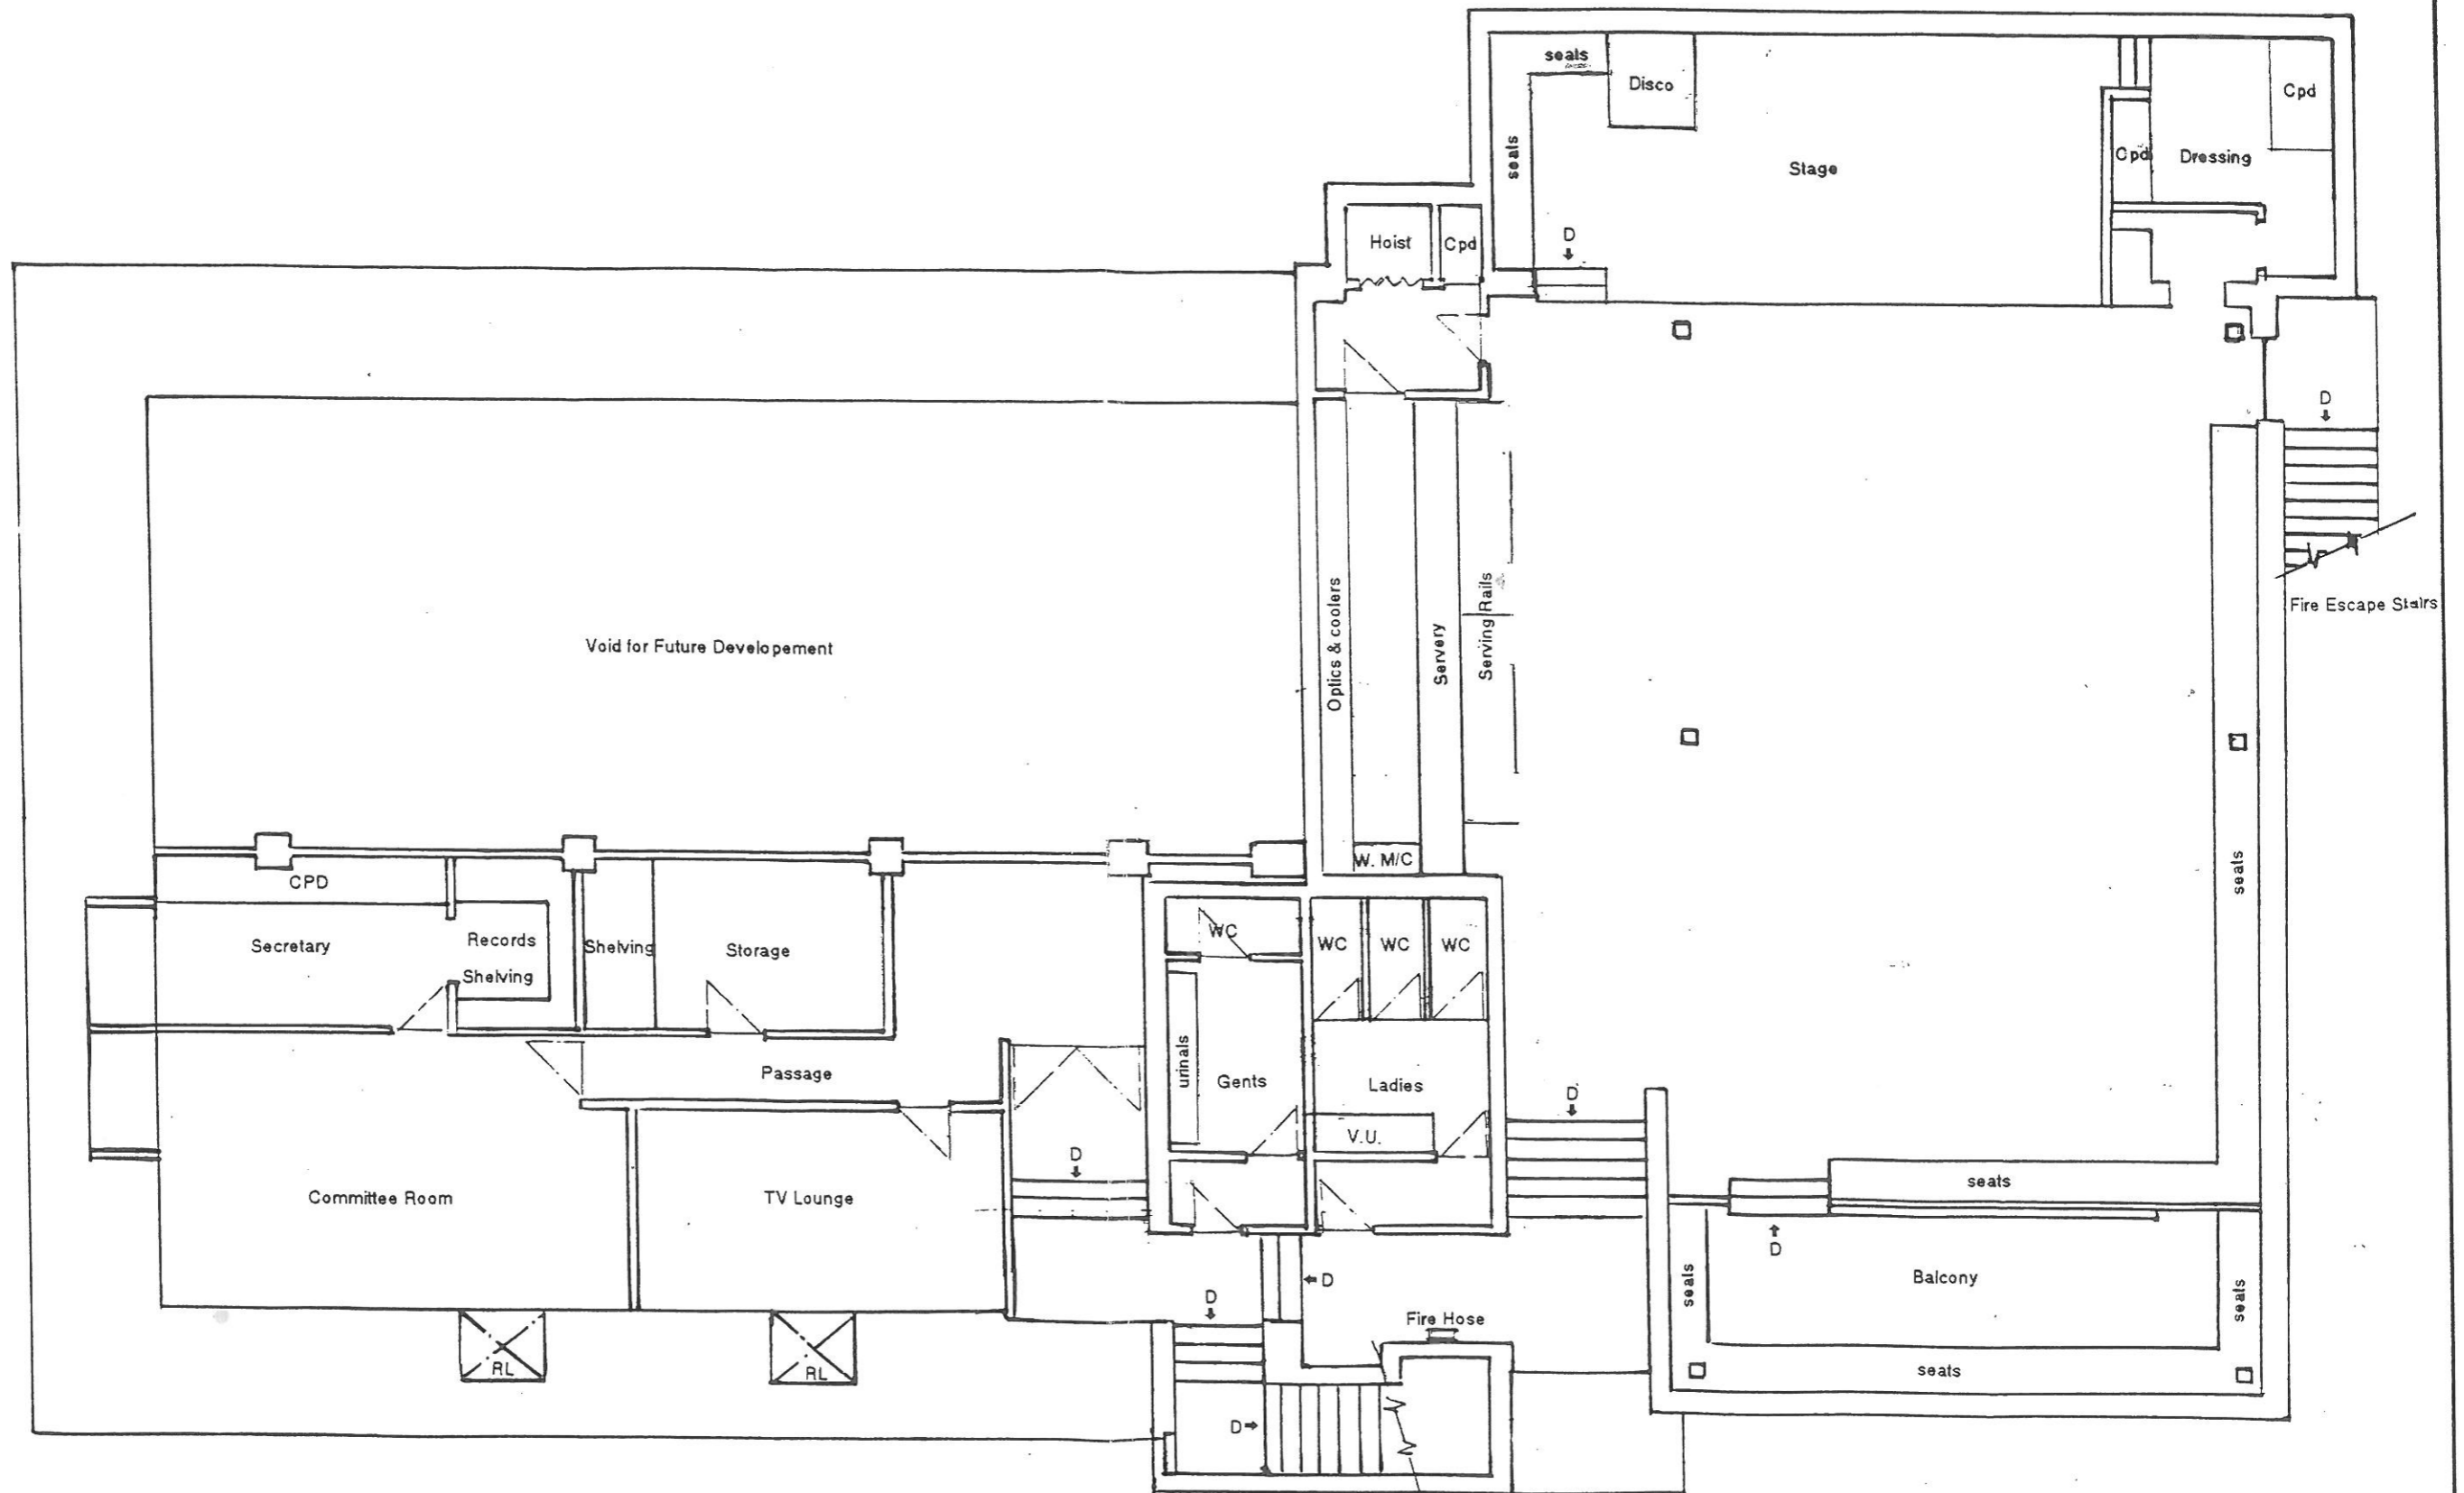 seats
Disco
Cpd
seats
Cpd
Dressing
Stage
Hoist
Cpd
D
D
Fire Escape Stairs
Void for Future Developement
Optics & coolers
Servery
Serving Rails
W. M/C
seats
CPD
Secretary
Records
Shelving
Shelving
Storage
WC
WC
WC
WC
urinals
Gents
Ladies
V.U.
Passage
D
D
Committee Room
TV Lounge
seats
D
seats
Balcony
seats
D
D
Fire Hose
RL
RL
seats
D